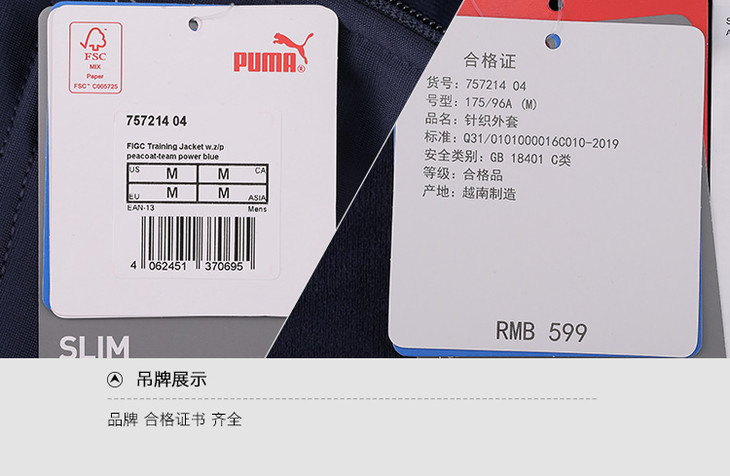 FSC
MIX
Paper
FSC® C005725
PUMA®
757214 04
FIGC Training Jacket w.z/p
peacoat-team power blue
US M M CA
EU M M ASIA
EAN-13 Mens
4 062451 370695
SLIM
合格证
货号: 757214 04
号型: 175/96A (M)
品名: 针织外套
标准: Q31/0101000016C010-2019
安全类别: GB 18401 C类
等级: 合格品
产地: 越南制造
RMB 599
吊牌展示
品牌 合格证书 齐全